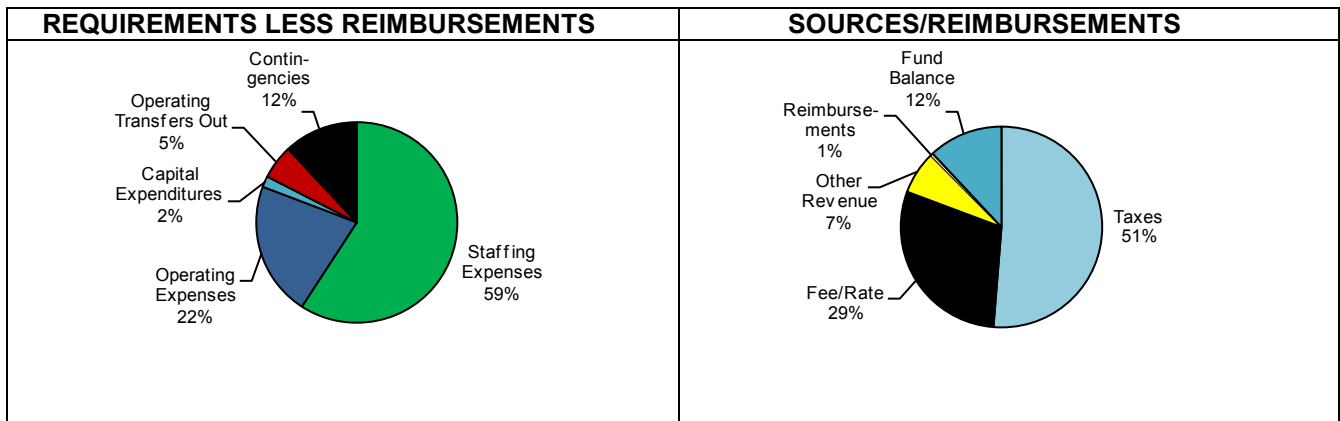 REQUIREMENTS LESS REIMBURSEMENTS
Contin-
gencies
12%
Operating
Transfers Out
5%
Capital
Expenditures
2%
Operating
Expenses
22%
Staffing
Expenses
59%
SOURCES/REIMBURSEMENTS
Fund
Balance
12%
Reimburse-
ments
1%
Other
Revenue
7%
Fee/Rate
29%
Taxes
51%